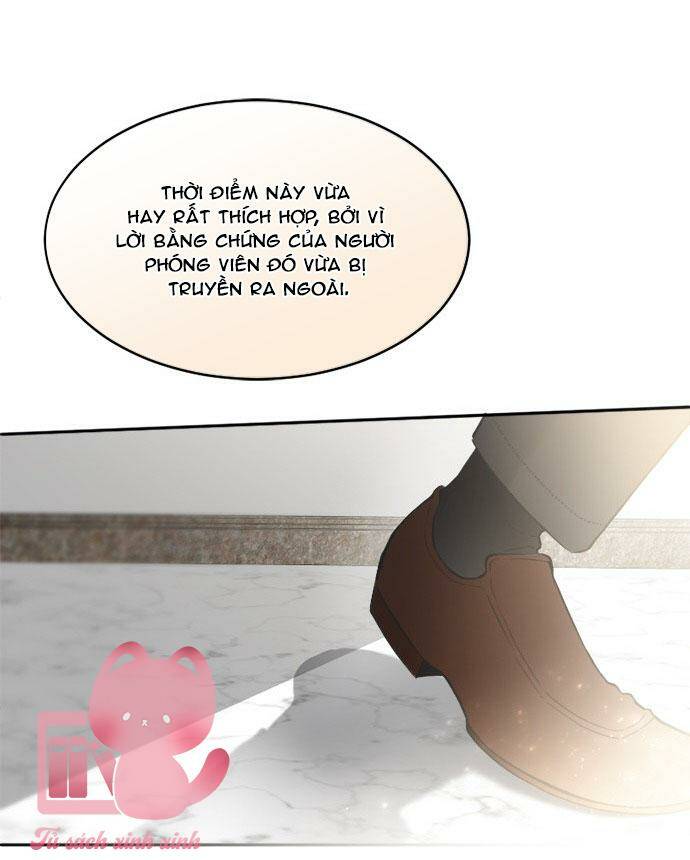 THỜI ĐIỂM NÀY VỪA
HAY RẤT THÍCH HỢP, BỞI VÌ
LỜI BẰNG CHỨNG CỦA NGƯỜI
PHÓNG VIÊN ĐÓ VỪA BỊ
TRUYỀN RA NGOÀI.
Tủ sách xinh xinh